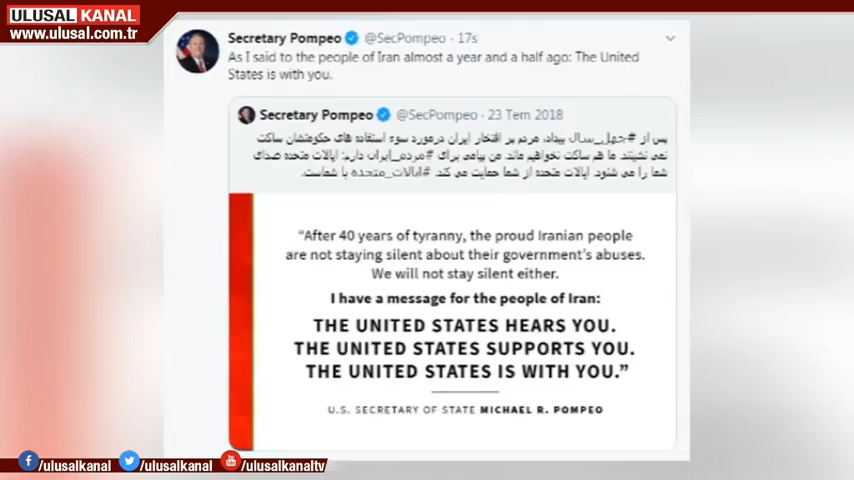 ULUSAL KANAL
www.ulusal.com.tr
Secretary Pompeo @SecPompeo · 17s
As I said to the people of Iran almost a year and a half ago: The United
States is with you.
Secretary Pompeo @SecPompeo · 23 Tem 2018
پس از #چهل_سال بیداد، مردم پر افتخار ایران درمورد سوء استفاده های حکومتشان ساکت
نمی نشینند. ما هم ساکت نخواهیم ماند. من پیامی برای #مردم_ایران دارم: ایالات متحده صدای
شما را می شنود. ایالات متحده از شما حمایت می کند. #ایالات_متحده با شماست.
“After 40 years of tyranny, the proud Iranian people
are not staying silent about their government’s abuses.
We will not stay silent either.
I have a message for the people of Iran:
THE UNITED STATES HEARS YOU.
THE UNITED STATES SUPPORTS YOU.
THE UNITED STATES IS WITH YOU.”
U.S. SECRETARY OF STATE MICHAEL R. POMPEO
/ulusalkanal /ulusalkanal /ulusalkanaltv